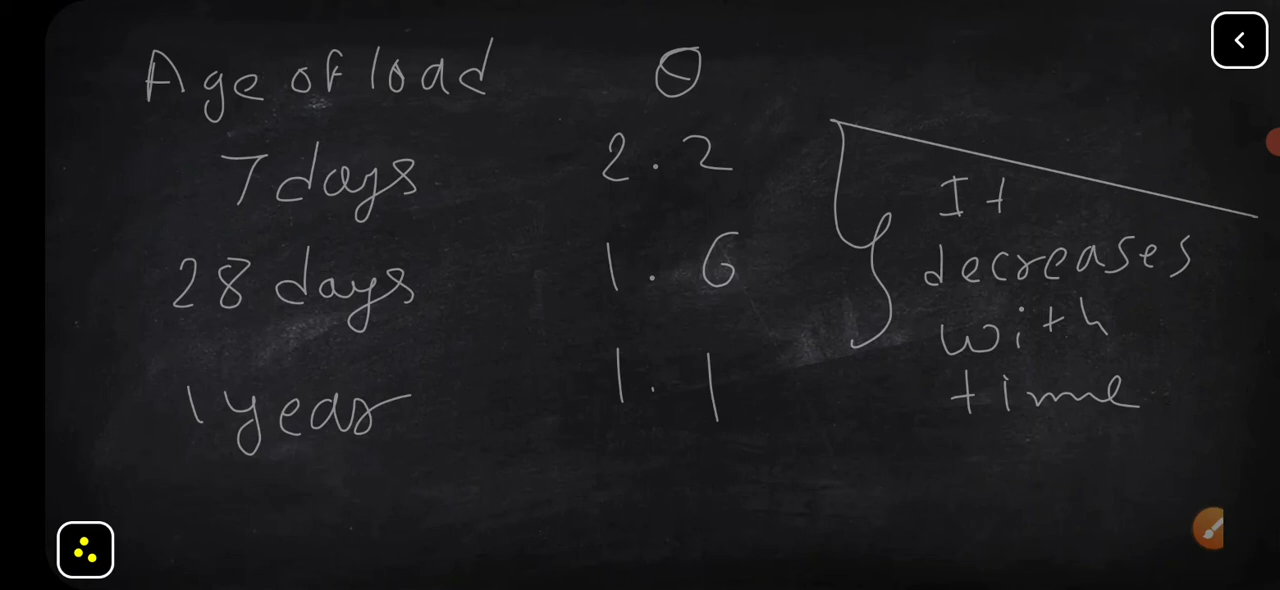 Age of load θ
7 days 2.2
28 days 1.6
1 year 1.1
It
decreases
with
time